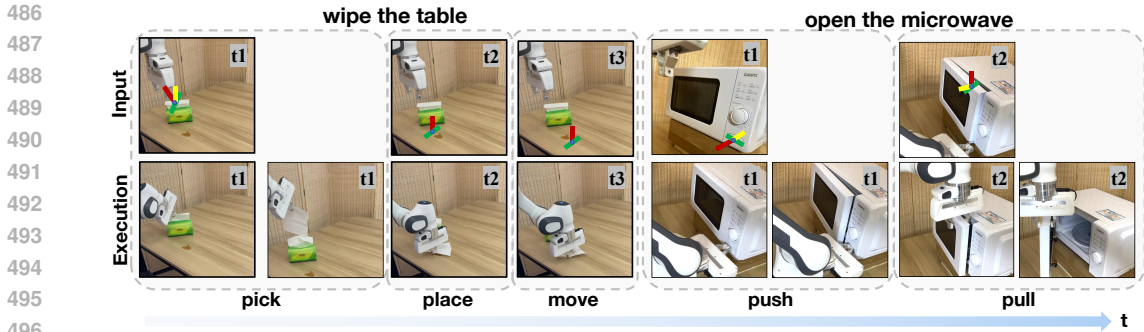 486
487
488
489
490
491
492
493
494
495
496
wipe the table
open the microwave
Input
t1
t2
t3
t1
t2
Execution
t1
t1
t2
t3
t1
t1
t2
t2
pick
place
move
push
pull
t